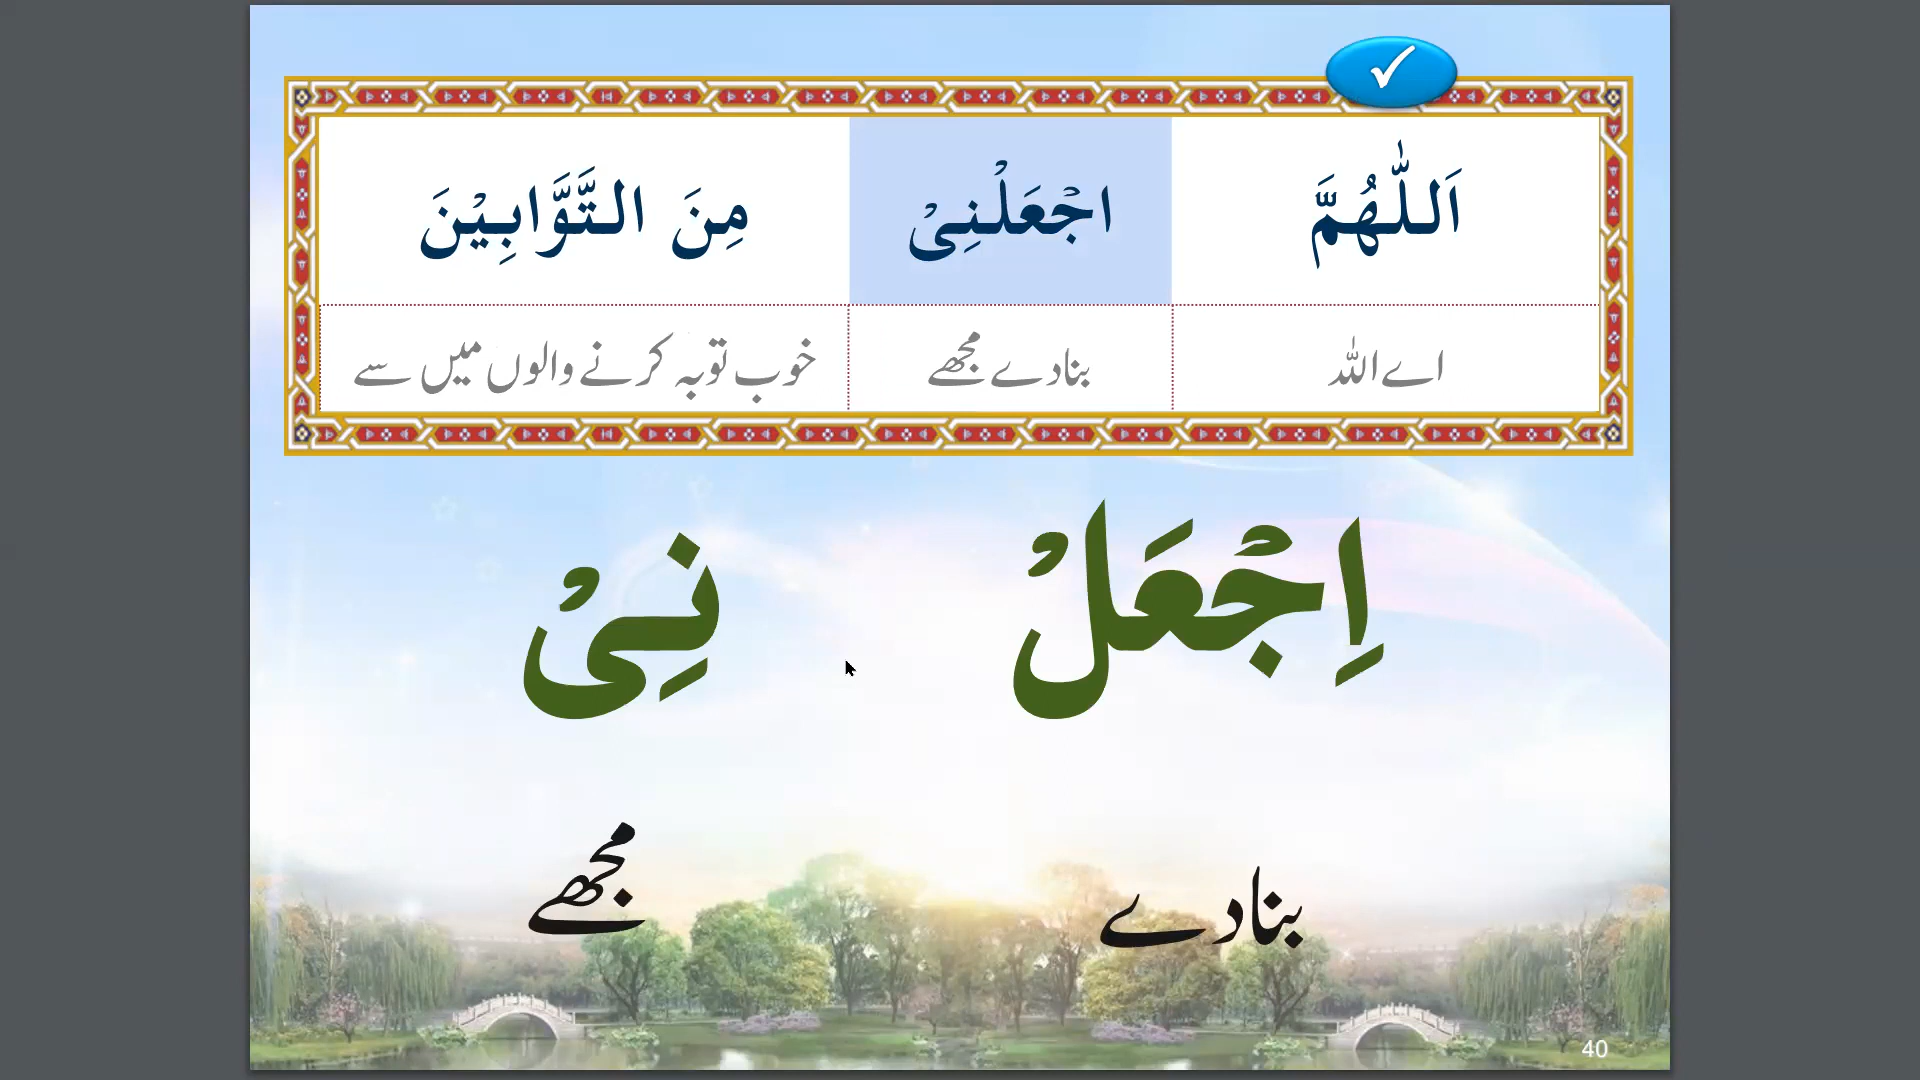 اَللّٰهُمَّ اجْعَلْنِیْ مِنَ التَّوَّابِیْنَ
اے اللہ بنادے مجھے خوب توبہ کرنے والوں میں سے
اِجْعَلْ نِیْ
بنادے مجھے
40